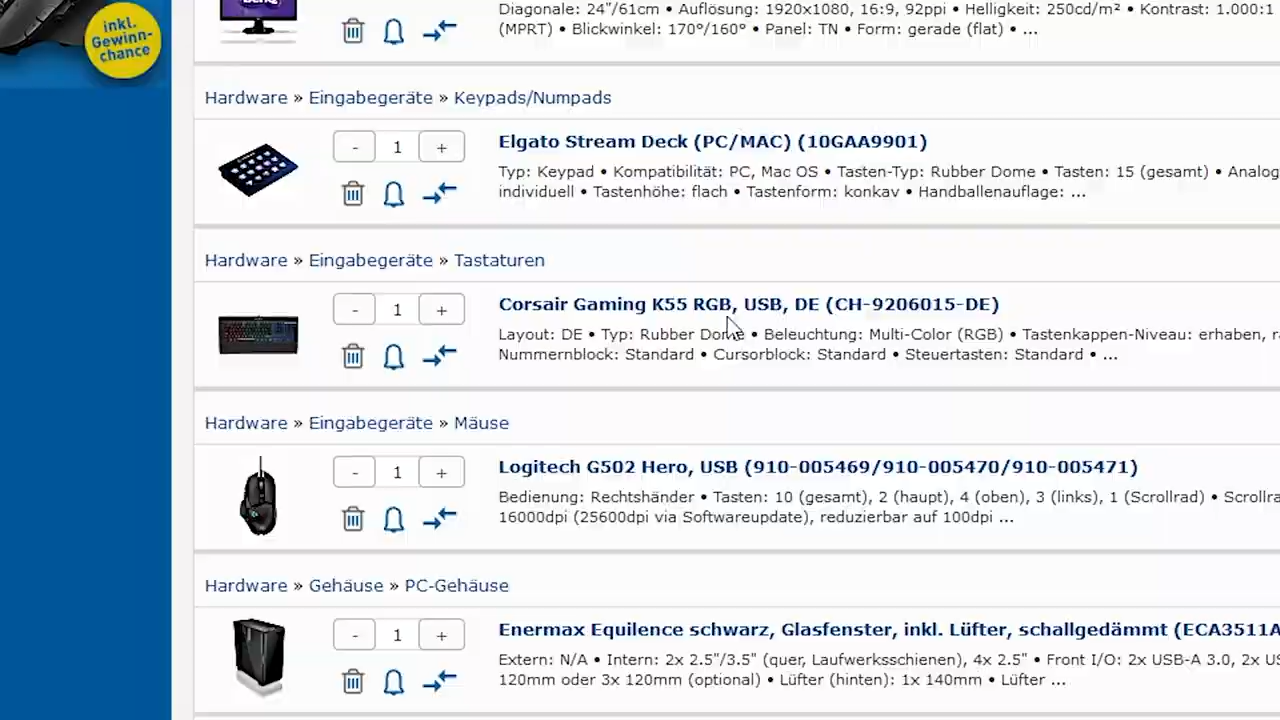 inkl.
Gewinn-
chance
Diagonale: 24"/61cm • Auflösung: 1920x1080, 16:9, 92ppi • Helligkeit: 250cd/m² • Kontrast: 1.000:1
(MPRT) • Blickwinkel: 170°/160° • Panel: TN • Form: gerade (flat) • ...
Hardware » Eingabegeräte » Keypads/Numpads
- 1 +
Elgato Stream Deck (PC/MAC) (10GAA9901)
Typ: Keypad • Kompatibilität: PC, Mac OS • Tasten-Typ: Rubber Dome • Tasten: 15 (gesamt) • Analog
individuell • Tastenhöhe: flach • Tastenform: konkav • Handballenauflage: ...
Hardware » Eingabegeräte » Tastaturen
- 1 +
Corsair Gaming K55 RGB, USB, DE (CH-9206015-DE)
Layout: DE • Typ: Rubber Dome • Beleuchtung: Multi-Color (RGB) • Tastenkappen-Niveau: erhaben, r
Nummernblock: Standard • Cursorblock: Standard • Steuertasten: Standard • ...
Hardware » Eingabegeräte » Mäuse
- 1 +
Logitech G502 Hero, USB (910-005469/910-005470/910-005471)
Bedienung: Rechtshänder • Tasten: 10 (gesamt), 2 (haupt), 4 (oben), 3 (links), 1 (Scrollrad) • Scrollra
16000dpi (25600dpi via Softwareupdate), reduzierbar auf 100dpi ...
Hardware » Gehäuse » PC-Gehäuse
- 1 +
Enermax Equilence schwarz, Glasfenster, inkl. Lüfter, schallgedämmt (ECA3511A
Extern: N/A • Intern: 2x 2.5"/3.5" (quer, Laufwerksschienen), 4x 2.5" • Front I/O: 2x USB-A 3.0, 2x US
120mm oder 3x 120mm (optional) • Lüfter (hinten): 1x 140mm • Lüfter ...